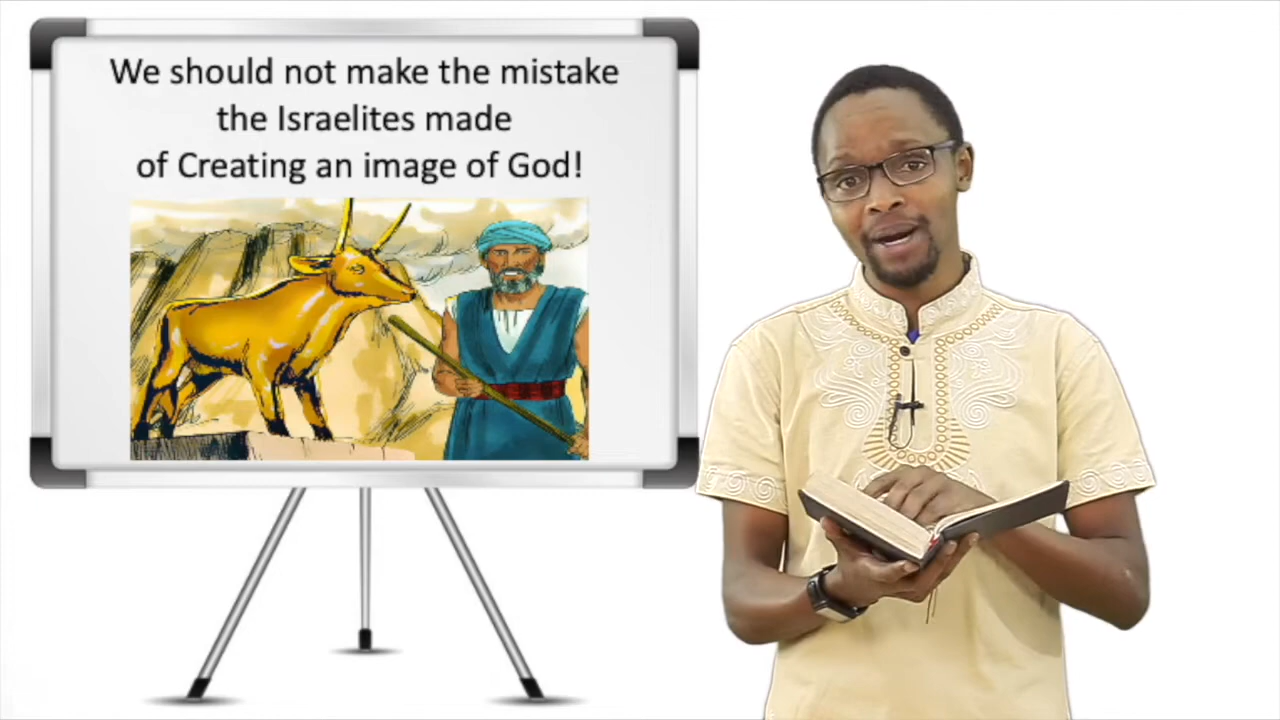 We should not make the mistake
the Israelites made
of Creating an image of God!